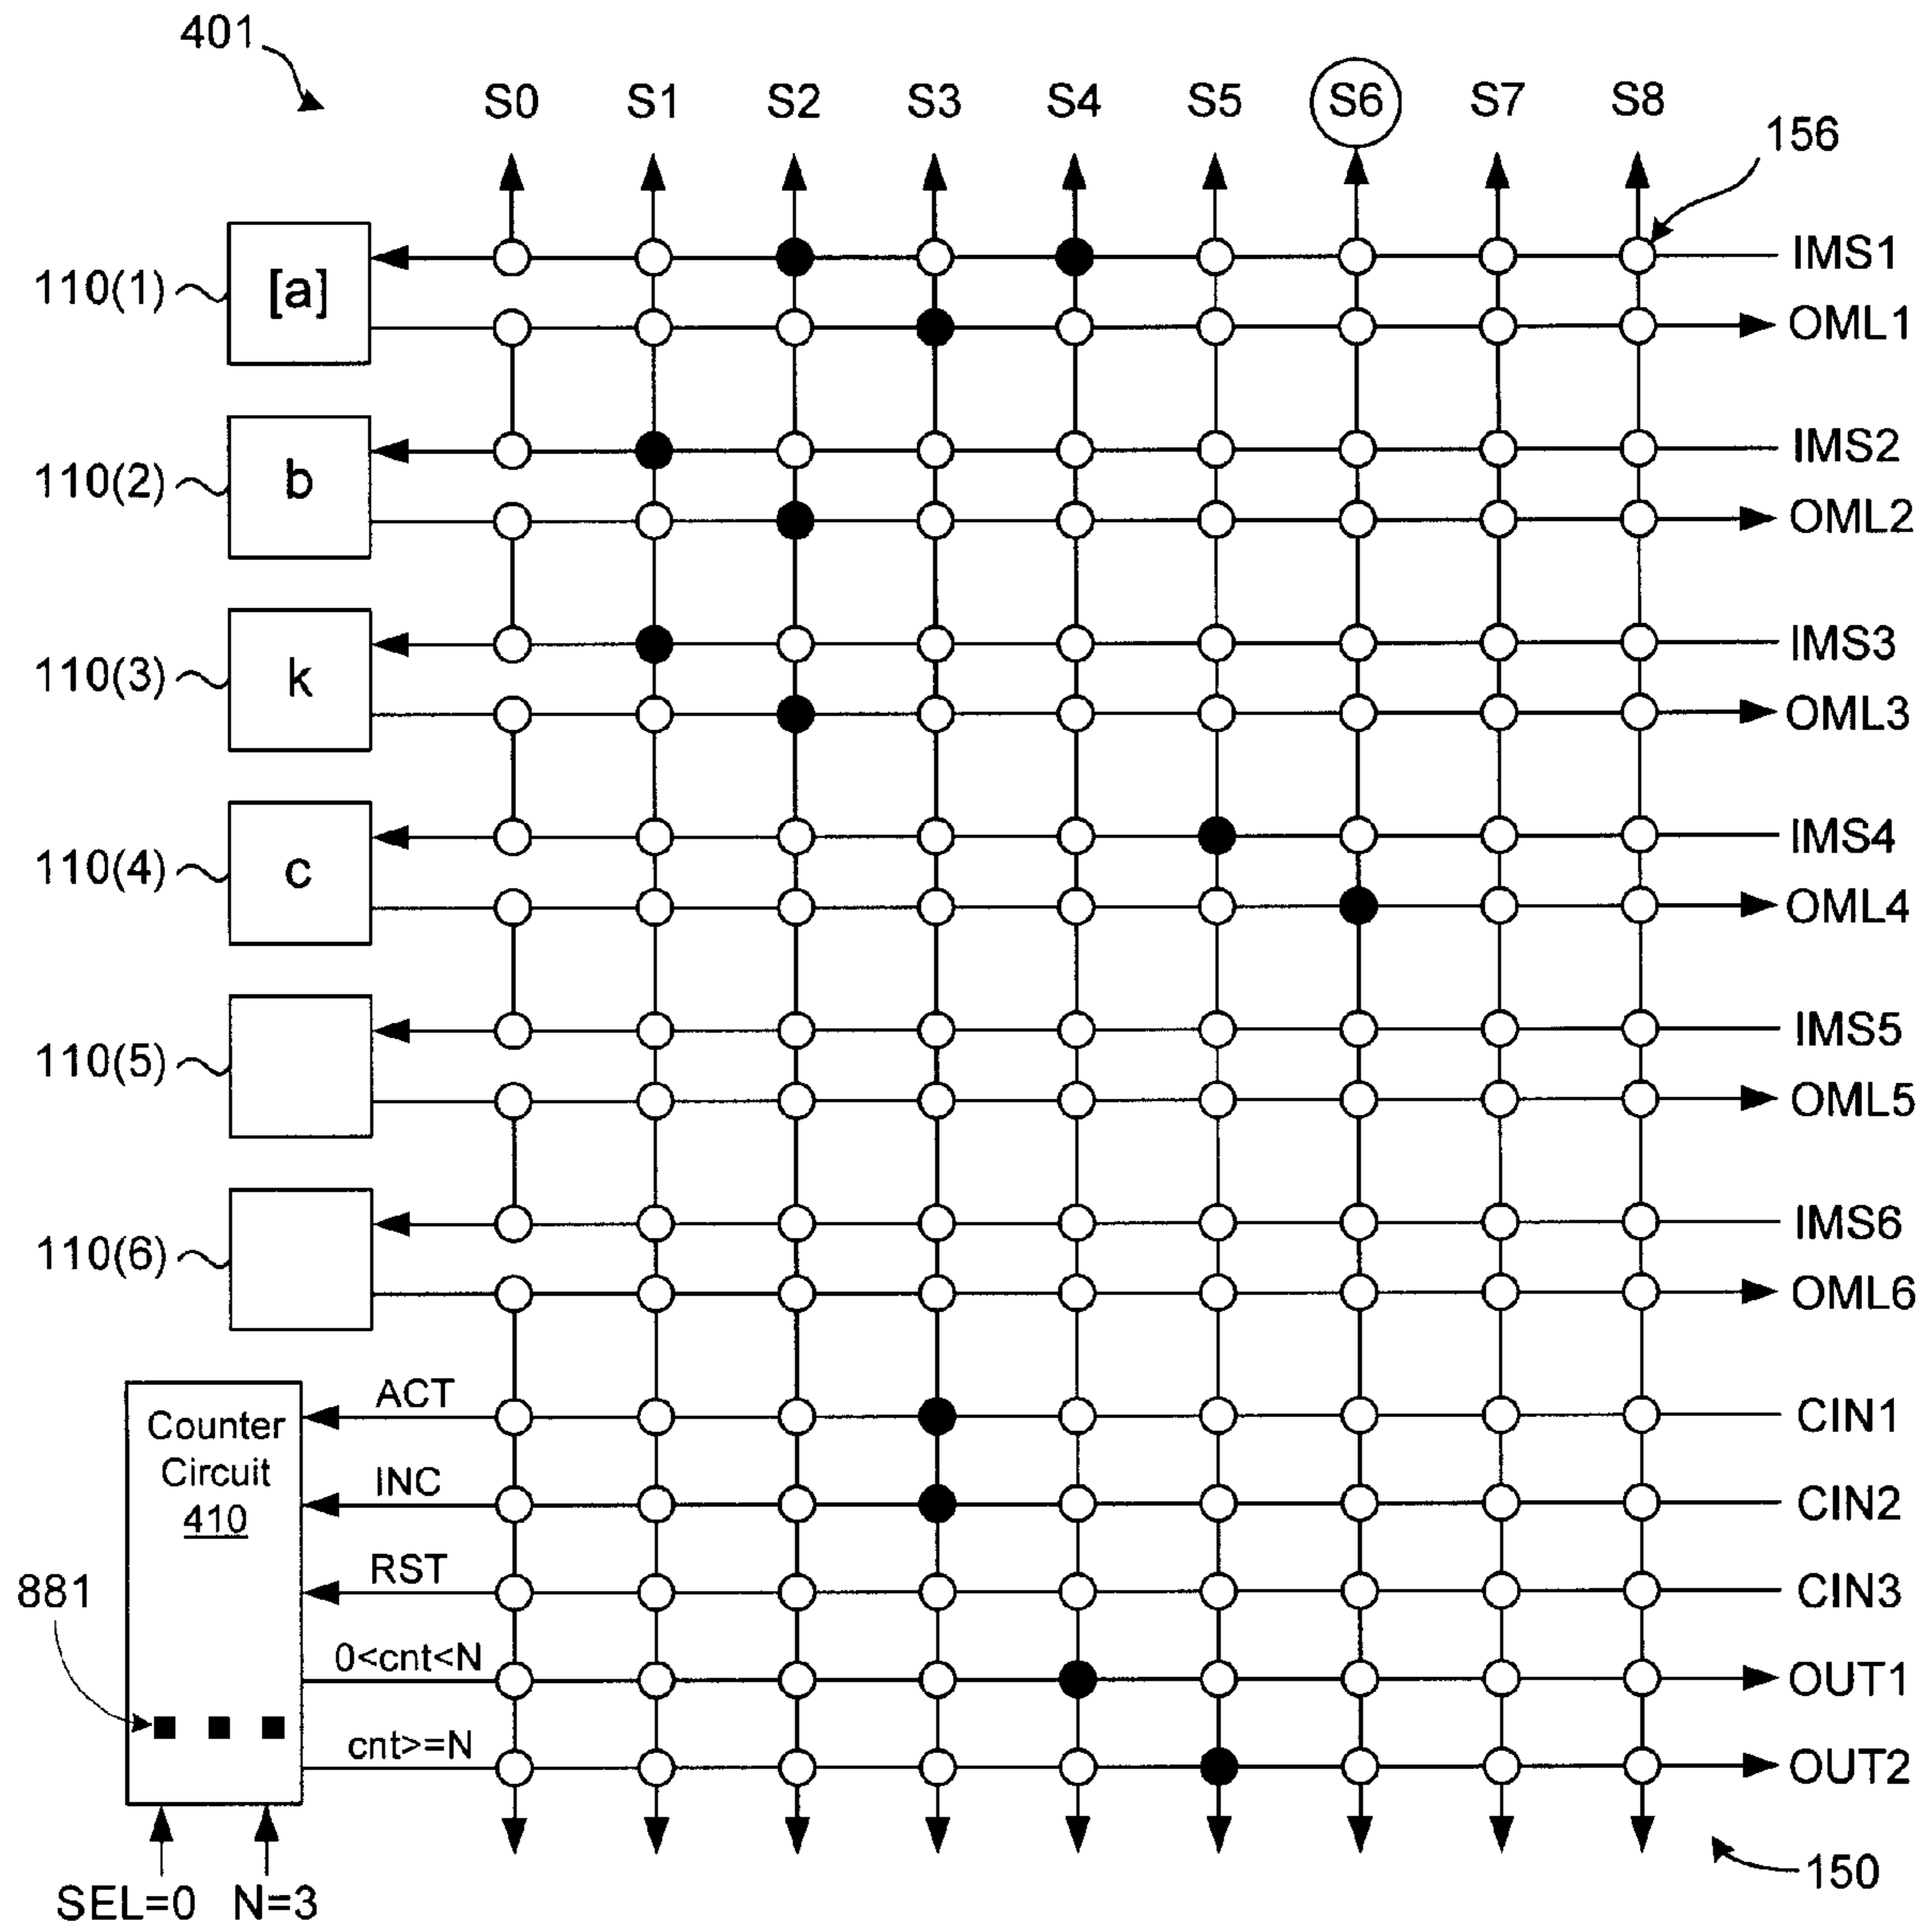 401
S0 S1 S2 S3 S4 S5 S6 S7 S8
156
110(1) [a] IMS1
OML1
110(2) b IMS2
OML2
110(3) k IMS3
OML3
110(4) c IMS4
OML4
110(5) IMS5
OML5
110(6) IMS6
OML6
Counter
Circuit
410
ACT CIN1
INC CIN2
RST CIN3
881
0<cnt<N OUT1
cnt>=N OUT2
SEL=0 N=3
150